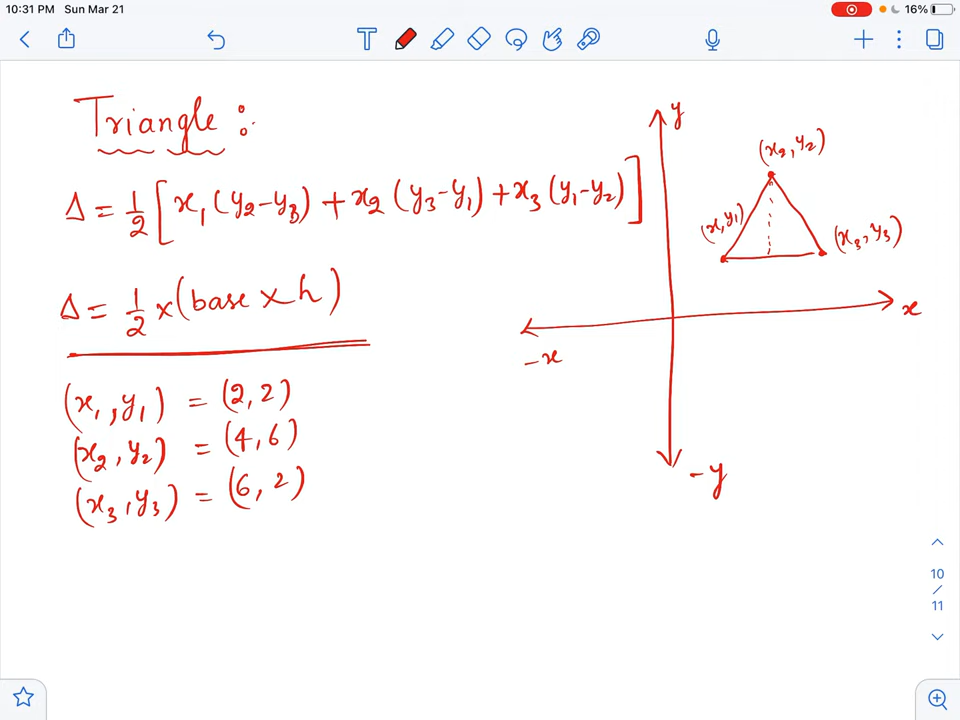 10:31 PM Sun Mar 21
16%
T
Triangle :
Δ = 1/2 [ x₁ (y₂-y₃) + x₂ (y₃-y₁) + x₃ (y₁-y₂) ]
Δ = 1/2 x (base x h)
(x₁, y₁) = (2, 2)
(x₂, y₂) = (4, 6)
(x₃, y₃) = (6, 2)
y
(x₂, y₂)
(x, y₁)
(x₃, y₃)
x
-x
-y
10
/
11